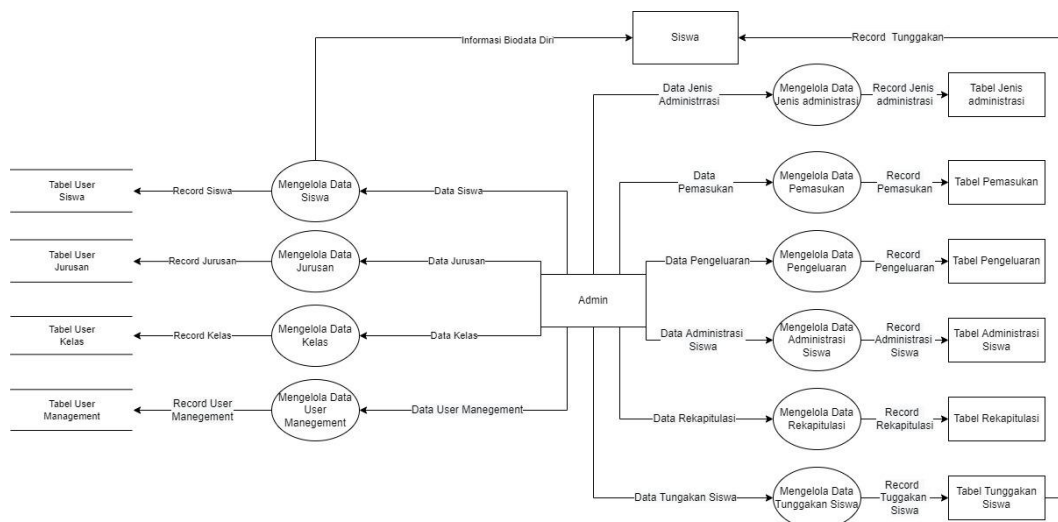 Informasi Biodata Diri
Siswa
Record Tunggakan
Data Jenis
Administrrasi
Mengelola Data
Jenis administrasi
Record Jenis
administrasi
Tabel Jenis
administrasi
Tabel User
Siswa
Record Siswa
Mengelola Data
Siswa
Data Siswa
Data
Pemasukan
Mengelola Data
Pemasukan
Record
Pemasukan
Tabel Pemasukan
Tabel User
Jurusan
Record Jurusan
Mengelola Data
Jurusan
Data Jurusan
Data Pengeluaran
Mengelola Data
Pengeluaran
Record
Pengeluaran
Tabel Pengeluaran
Admin
Tabel User
Kelas
Record Kelas
Mengelola Data
Kelas
Data Kelas
Data Administrasi
Siswa
Mengelola Data
Administrasi
Siswa
Record
Administrasi
Siswa
Tabel Administrasi
Siswa
Tabel User
Management
Record User
Manegement
Mengelola Data
User
Manegement
Data User Manegement
Data Rekapitulasi
Mengelola Data
Rekapitulasi
Record
Rekapitulasi
Tabel Rekapitulasi
Data Tungakan Siswa
Mengelola Data
Tunggakan Siswa
Record
Tuggakan
Siswa
Tabel Tunggakan
Siswa